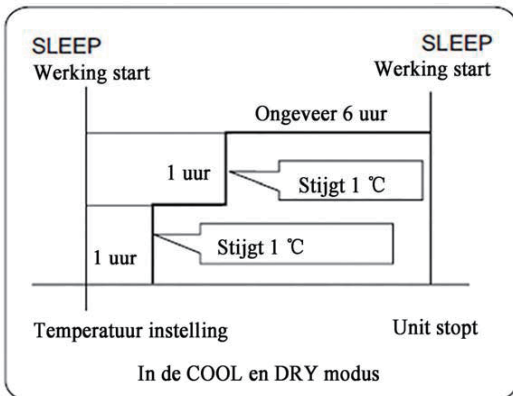 SLEEP
Werking start
SLEEP
Werking start
Ongeveer 6 uur
1 uur
Stijgt 1 ℃
1 uur
Stijgt 1 ℃
Temperatuur instelling
Unit stopt
In de COOL en DRY modus